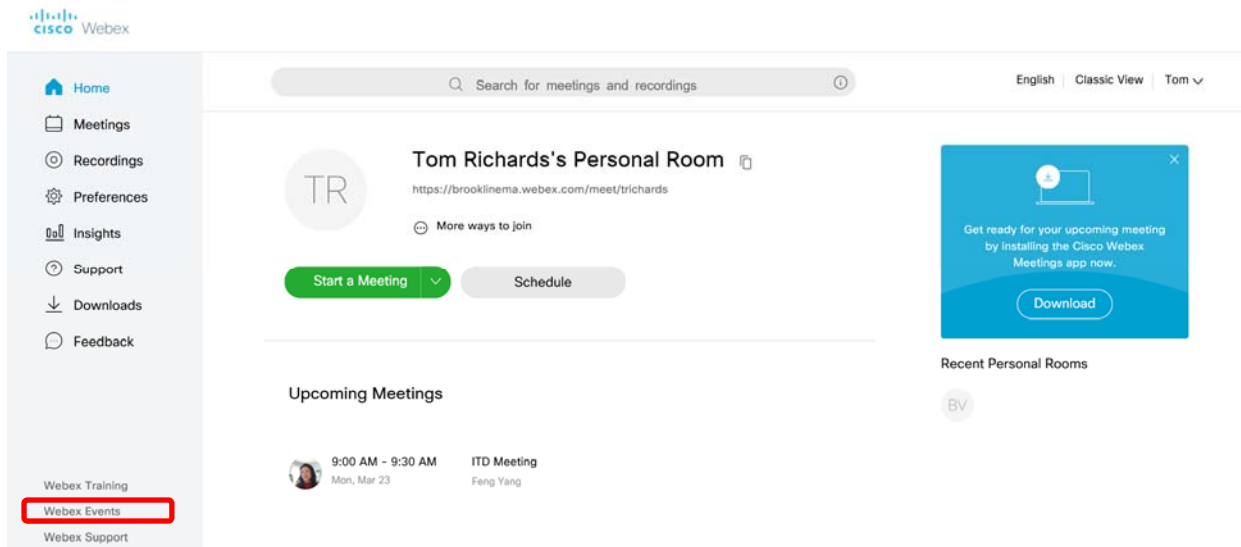 CISCO Webex
Home
Meetings
Recordings
Preferences
Insights
Support
Downloads
Feedback
Webex Training
Webex Events
Webex Support
Search for meetings and recordings
English Classic View Tom
TR
Tom Richards's Personal Room
https://brooklinema.webex.com/meet/trichards
More ways to join
Start a Meeting
Schedule
Upcoming Meetings
9:00 AM - 9:30 AM ITD Meeting
Mon, Mar 23 Feng Yang
Get ready for your upcoming meeting
by installing the Cisco Webex
Meetings app now.
Download
Recent Personal Rooms
BV